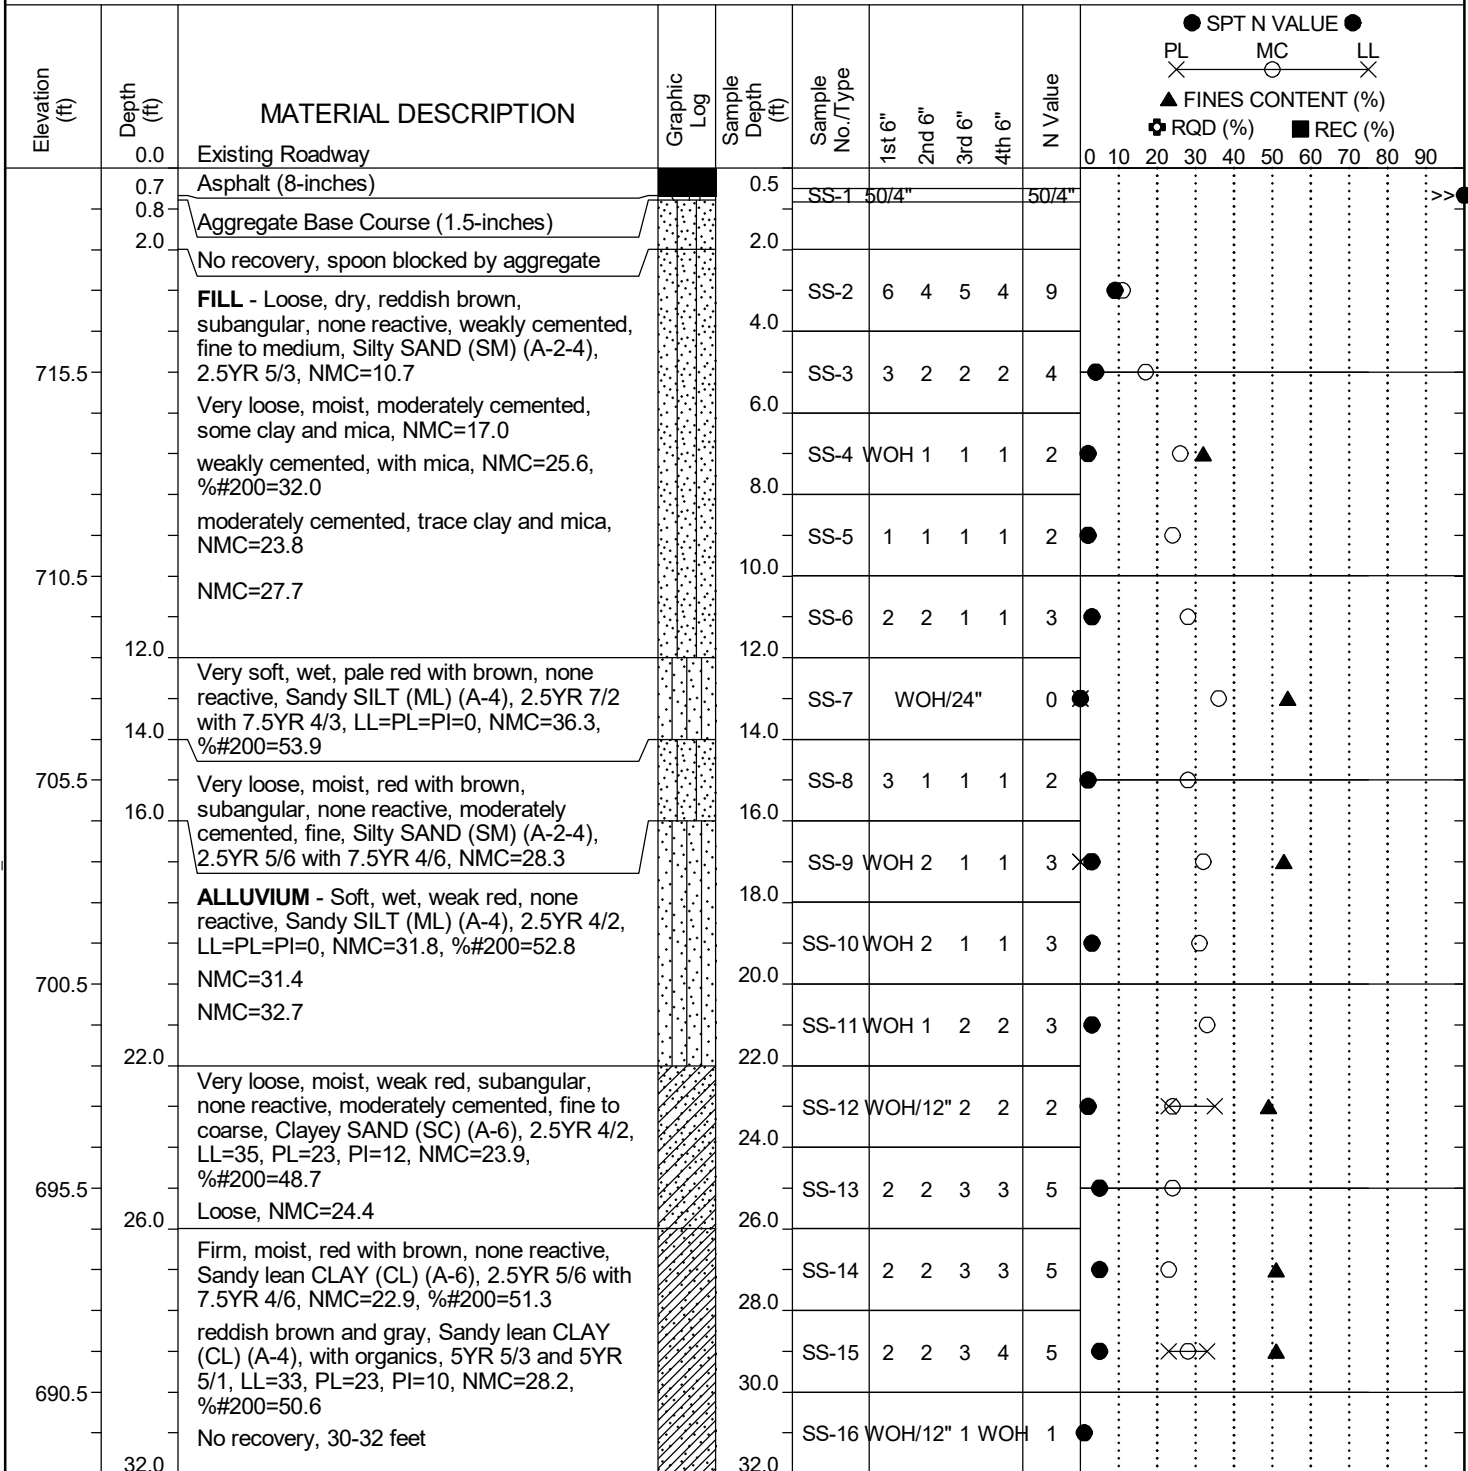 ● SPT N VALUE ●
PL MC LL
▲ FINES CONTENT (%)
RQD (%) ■ REC (%)
Elevation (ft)
Depth (ft)
MATERIAL DESCRIPTION
Graphic Log
Sample Depth (ft)
Sample No./Type
1st 6"
2nd 6"
3rd 6"
4th 6"
N Value
0 10 20 30 40 50 60 70 80 90
0.0 Existing Roadway
0.7 Asphalt (8-inches) 0.5
SS-1 50/4" 50/4" >>
0.8 Aggregate Base Course (1.5-inches)
2.0 2.0
No recovery, spoon blocked by aggregate
FILL - Loose, dry, reddish brown,
subangular, none reactive, weakly cemented,
fine to medium, Silty SAND (SM) (A-2-4),
2.5YR 5/3, NMC=10.7
SS-2 6 4 5 4 9
4.0
715.5
Very loose, moist, moderately cemented,
some clay and mica, NMC=17.0
SS-3 3 2 2 2 4
6.0
weakly cemented, with mica, NMC=25.6,
%#200=32.0
SS-4 WOH 1 1 1 2
8.0
moderately cemented, trace clay and mica,
NMC=23.8
SS-5 1 1 1 1 2
10.0
710.5
NMC=27.7
SS-6 2 2 1 1 3
12.0 12.0
Very soft, wet, pale red with brown, none
reactive, Sandy SILT (ML) (A-4), 2.5YR 7/2
with 7.5YR 4/3, LL=PL=PI=0, NMC=36.3,
%#200=53.9
SS-7 WOH/24" 0
14.0 14.0
705.5
Very loose, moist, red with brown,
subangular, none reactive, moderately
cemented, fine, Silty SAND (SM) (A-2-4),
2.5YR 5/6 with 7.5YR 4/6, NMC=28.3
SS-8 3 1 1 1 2
16.0 16.0
SS-9 WOH 2 1 1 3
18.0
ALLUVIUM - Soft, wet, weak red, none
reactive, Sandy SILT (ML) (A-4), 2.5YR 4/2,
LL=PL=PI=0, NMC=31.8, %#200=52.8
SS-10 WOH 2 1 1 3
NMC=31.4
20.0
700.5
NMC=32.7
SS-11 WOH 1 2 2 3
22.0 22.0
Very loose, moist, weak red, subangular,
none reactive, moderately cemented, fine to
coarse, Clayey SAND (SC) (A-6), 2.5YR 4/2,
LL=35, PL=23, PI=12, NMC=23.9,
%#200=48.7
SS-12 WOH/12" 2 2 2
24.0
695.5
Loose, NMC=24.4
SS-13 2 2 3 3 5
26.0 26.0
Firm, moist, red with brown, none reactive,
Sandy lean CLAY (CL) (A-6), 2.5YR 5/6 with
7.5YR 4/6, NMC=22.9, %#200=51.3
SS-14 2 2 3 3 5
28.0
reddish brown and gray, Sandy lean CLAY
(CL) (A-4), with organics, 5YR 5/3 and 5YR
5/1, LL=33, PL=23, PI=10, NMC=28.2,
%#200=50.6
SS-15 2 2 3 4 5
30.0
690.5
No recovery, 30-32 feet
SS-16 WOH/12" 1 WOH 1
32.0 32.0